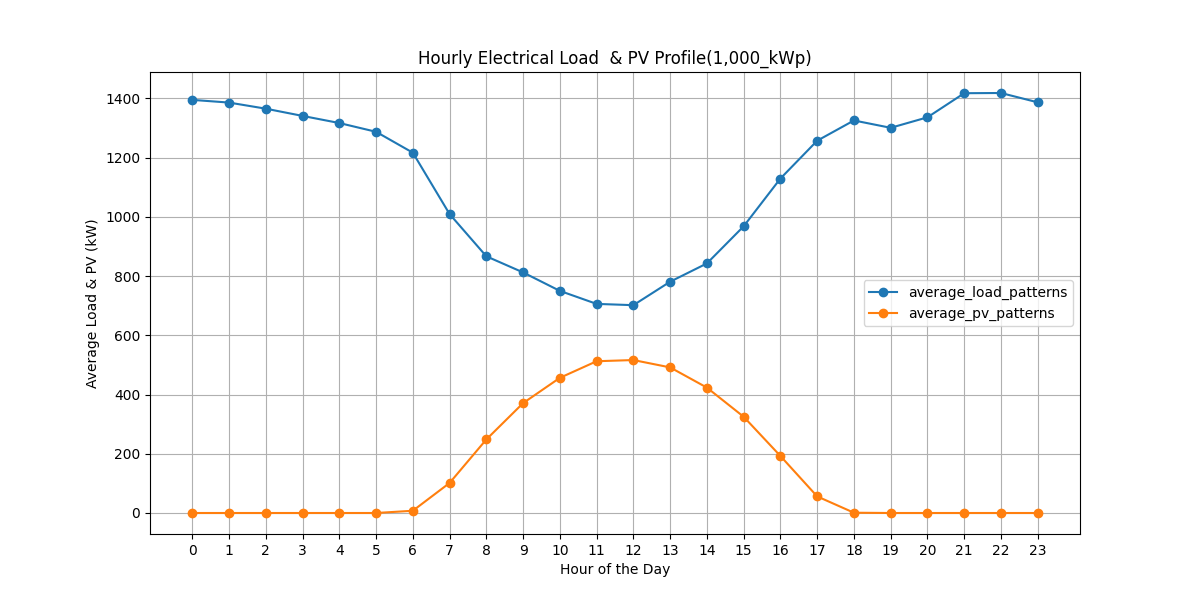 Hourly Electrical Load  & PV Profile(1,000_kWp)
Average Load & PV (kW)
1400
1200
1000
800
600
400
200
0
average_load_patterns
average_pv_patterns
0 1 2 3 4 5 6 7 8 9 10 11 12 13 14 15 16 17 18 19 20 21 22 23
Hour of the Day